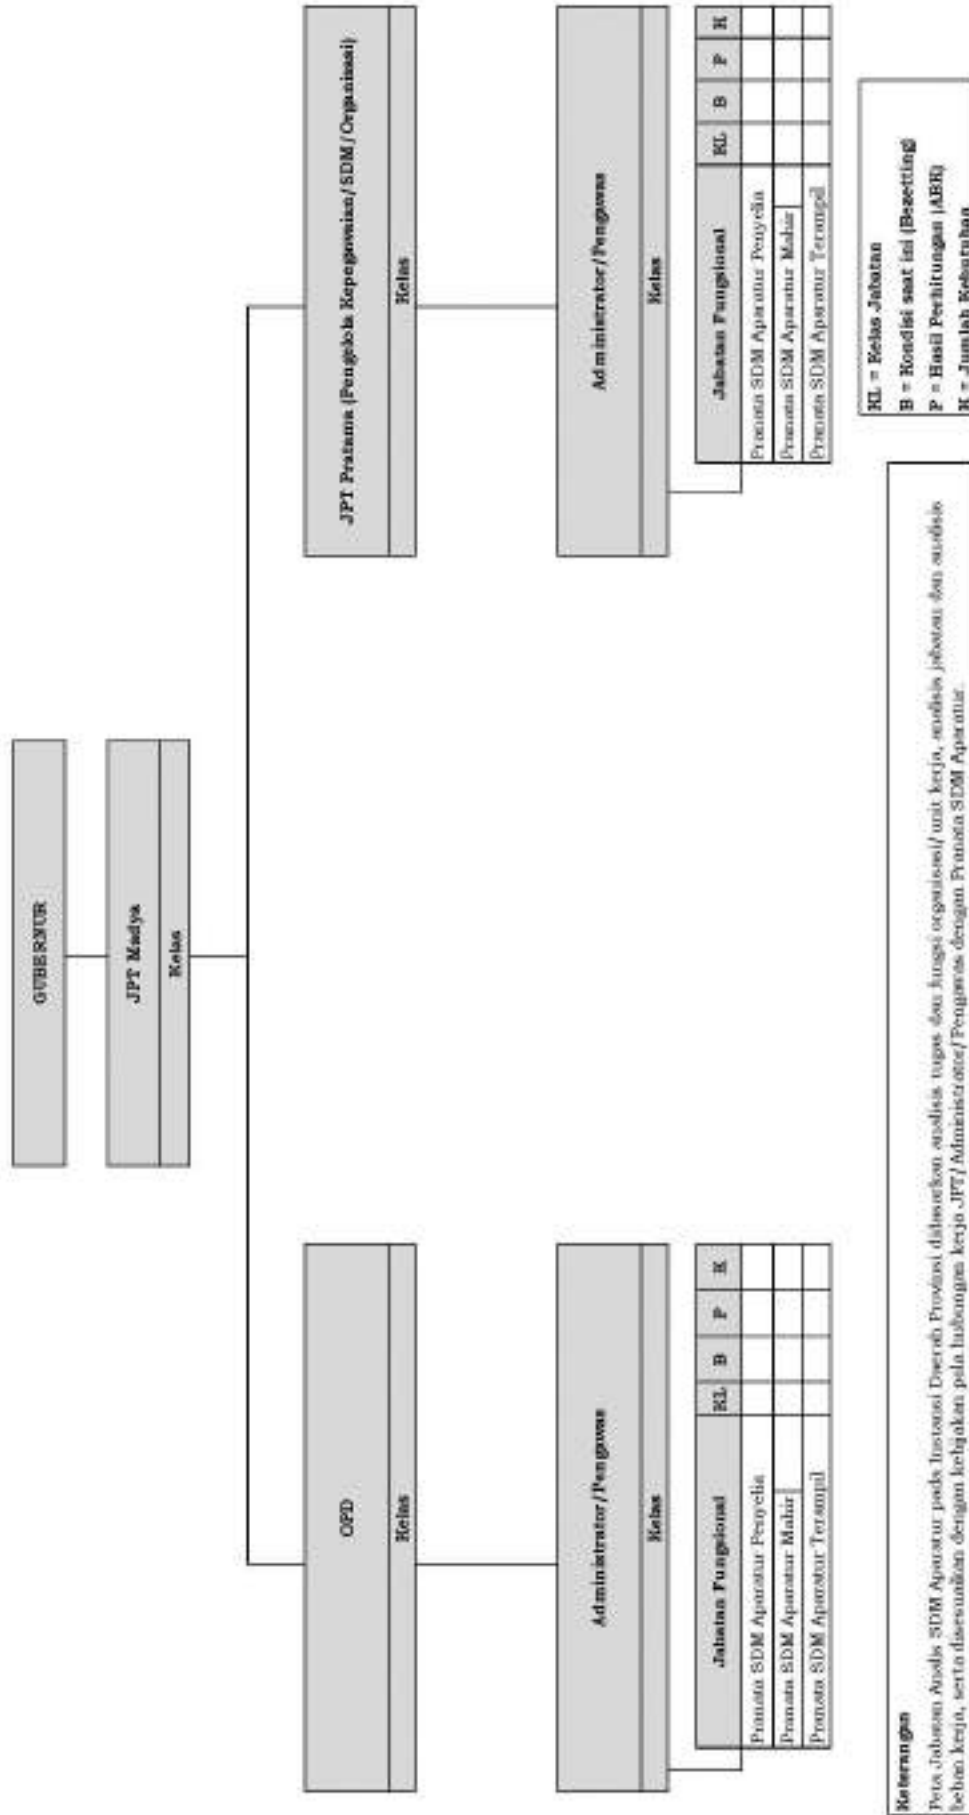 GUBERNUR
JPT Madya
Kelas
OPD
Kelas
JPT Pratama (Pengelola Kepegawaian/SDM/Organisasi)
Kelas
Administrator/Pengawas
Kelas
Administrator/Pengawas
Kelas
Jabatan Fungsional KL B P K
Pranata SDM Aparatur Penyelia
Pranata SDM Aparatur Mahir
Pranata SDM Aparatur Terampil
Jabatan Fungsional KL B P K
Pranata SDM Aparatur Penyelia
Pranata SDM Aparatur Mahir
Pranata SDM Aparatur Terampil
KL = Kelas Jabatan
B = Kondisi saat ini (Bezetting)
P = Hasil Perhitungan (ABK)
K = Jumlah Kebutuhan
Keterangan
Peta Jabatan Analis SDM Aparatur pada Instansi Daerah Provinsi didasarkan analisis tugas dan fungsi organisasi/ unit kerja, analisis jabatan dan analisis
beban kerja, serta disesuaikan dengan kebijakan pola hubungan kerja JPT/Administrator/Pengawas dengan Pranata SDM Aparatur.